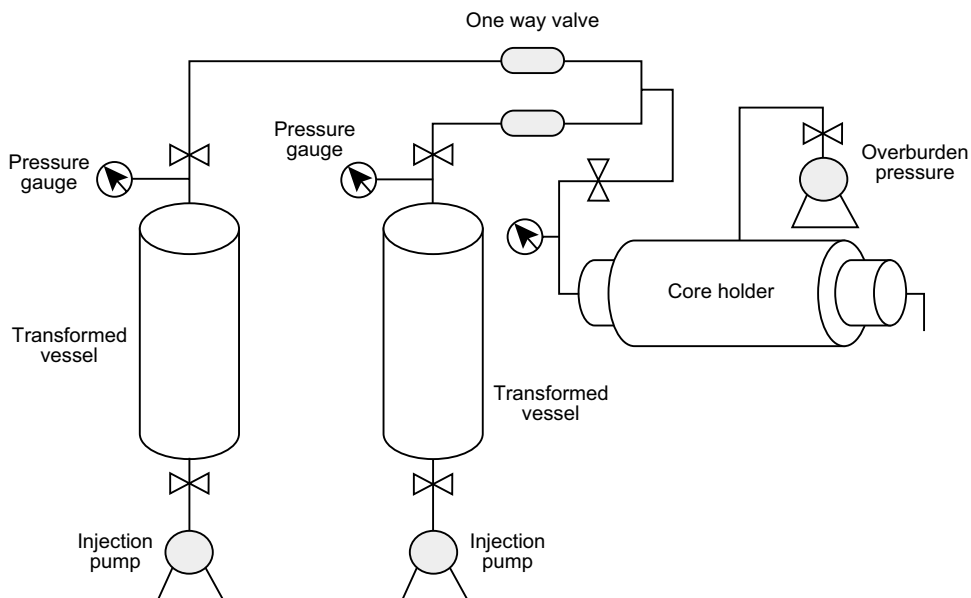 One way valve
Pressure
gauge
Pressure
gauge
Overburden
pressure
Core holder
Transformed
vessel
Transformed
vessel
Injection
pump
Injection
pump